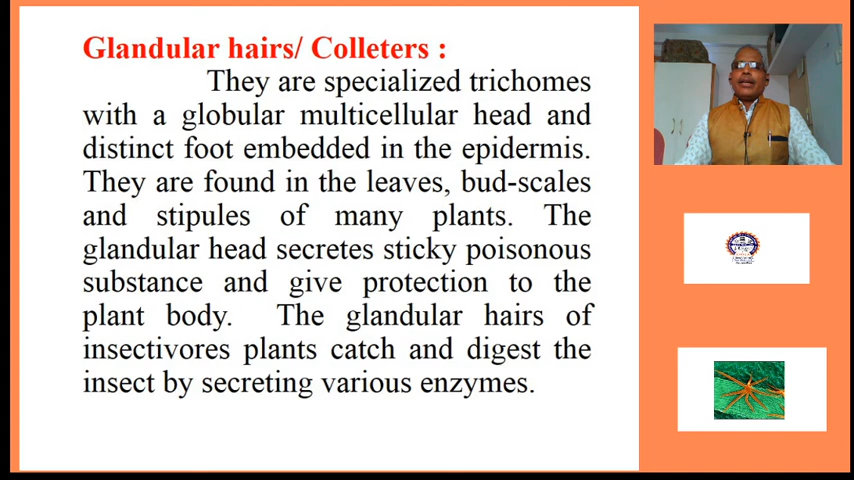 Glandular hairs/ Colleters :
They are specialized trichomes
with a globular multicellular head and
distinct foot embedded in the epidermis.
They are found in the leaves, bud-scales
and stipules of many plants. The
glandular head secretes sticky poisonous
substance and give protection to the
plant body. The glandular hairs of
insectivores plants catch and digest the
insect by secreting various enzymes.